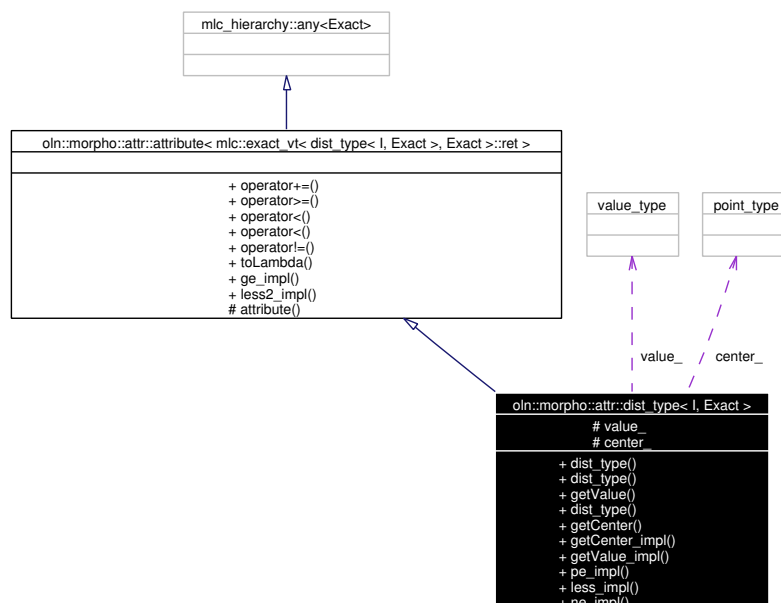 mlc_hierarchy::any<Exact>
oln::morpho::attr::attribute< mlc::exact_vt< dist_type< I, Exact >, Exact >::ret >
+ operator+=()
+ operator>=()
+ operator<()
+ operator<()
+ operator!=()
+ toLambda()
+ ge_impl()
+ less2_impl()
# attribute()
value_type
point_type
value_
center_
oln::morpho::attr::dist_type< I, Exact >
# value_
# center_
+ dist_type()
+ dist_type()
+ getValue()
+ dist_type()
+ getCenter()
+ getCenter_impl()
+ getValue_impl()
+ pe_impl()
+ less_impl()
+ ne_impl()